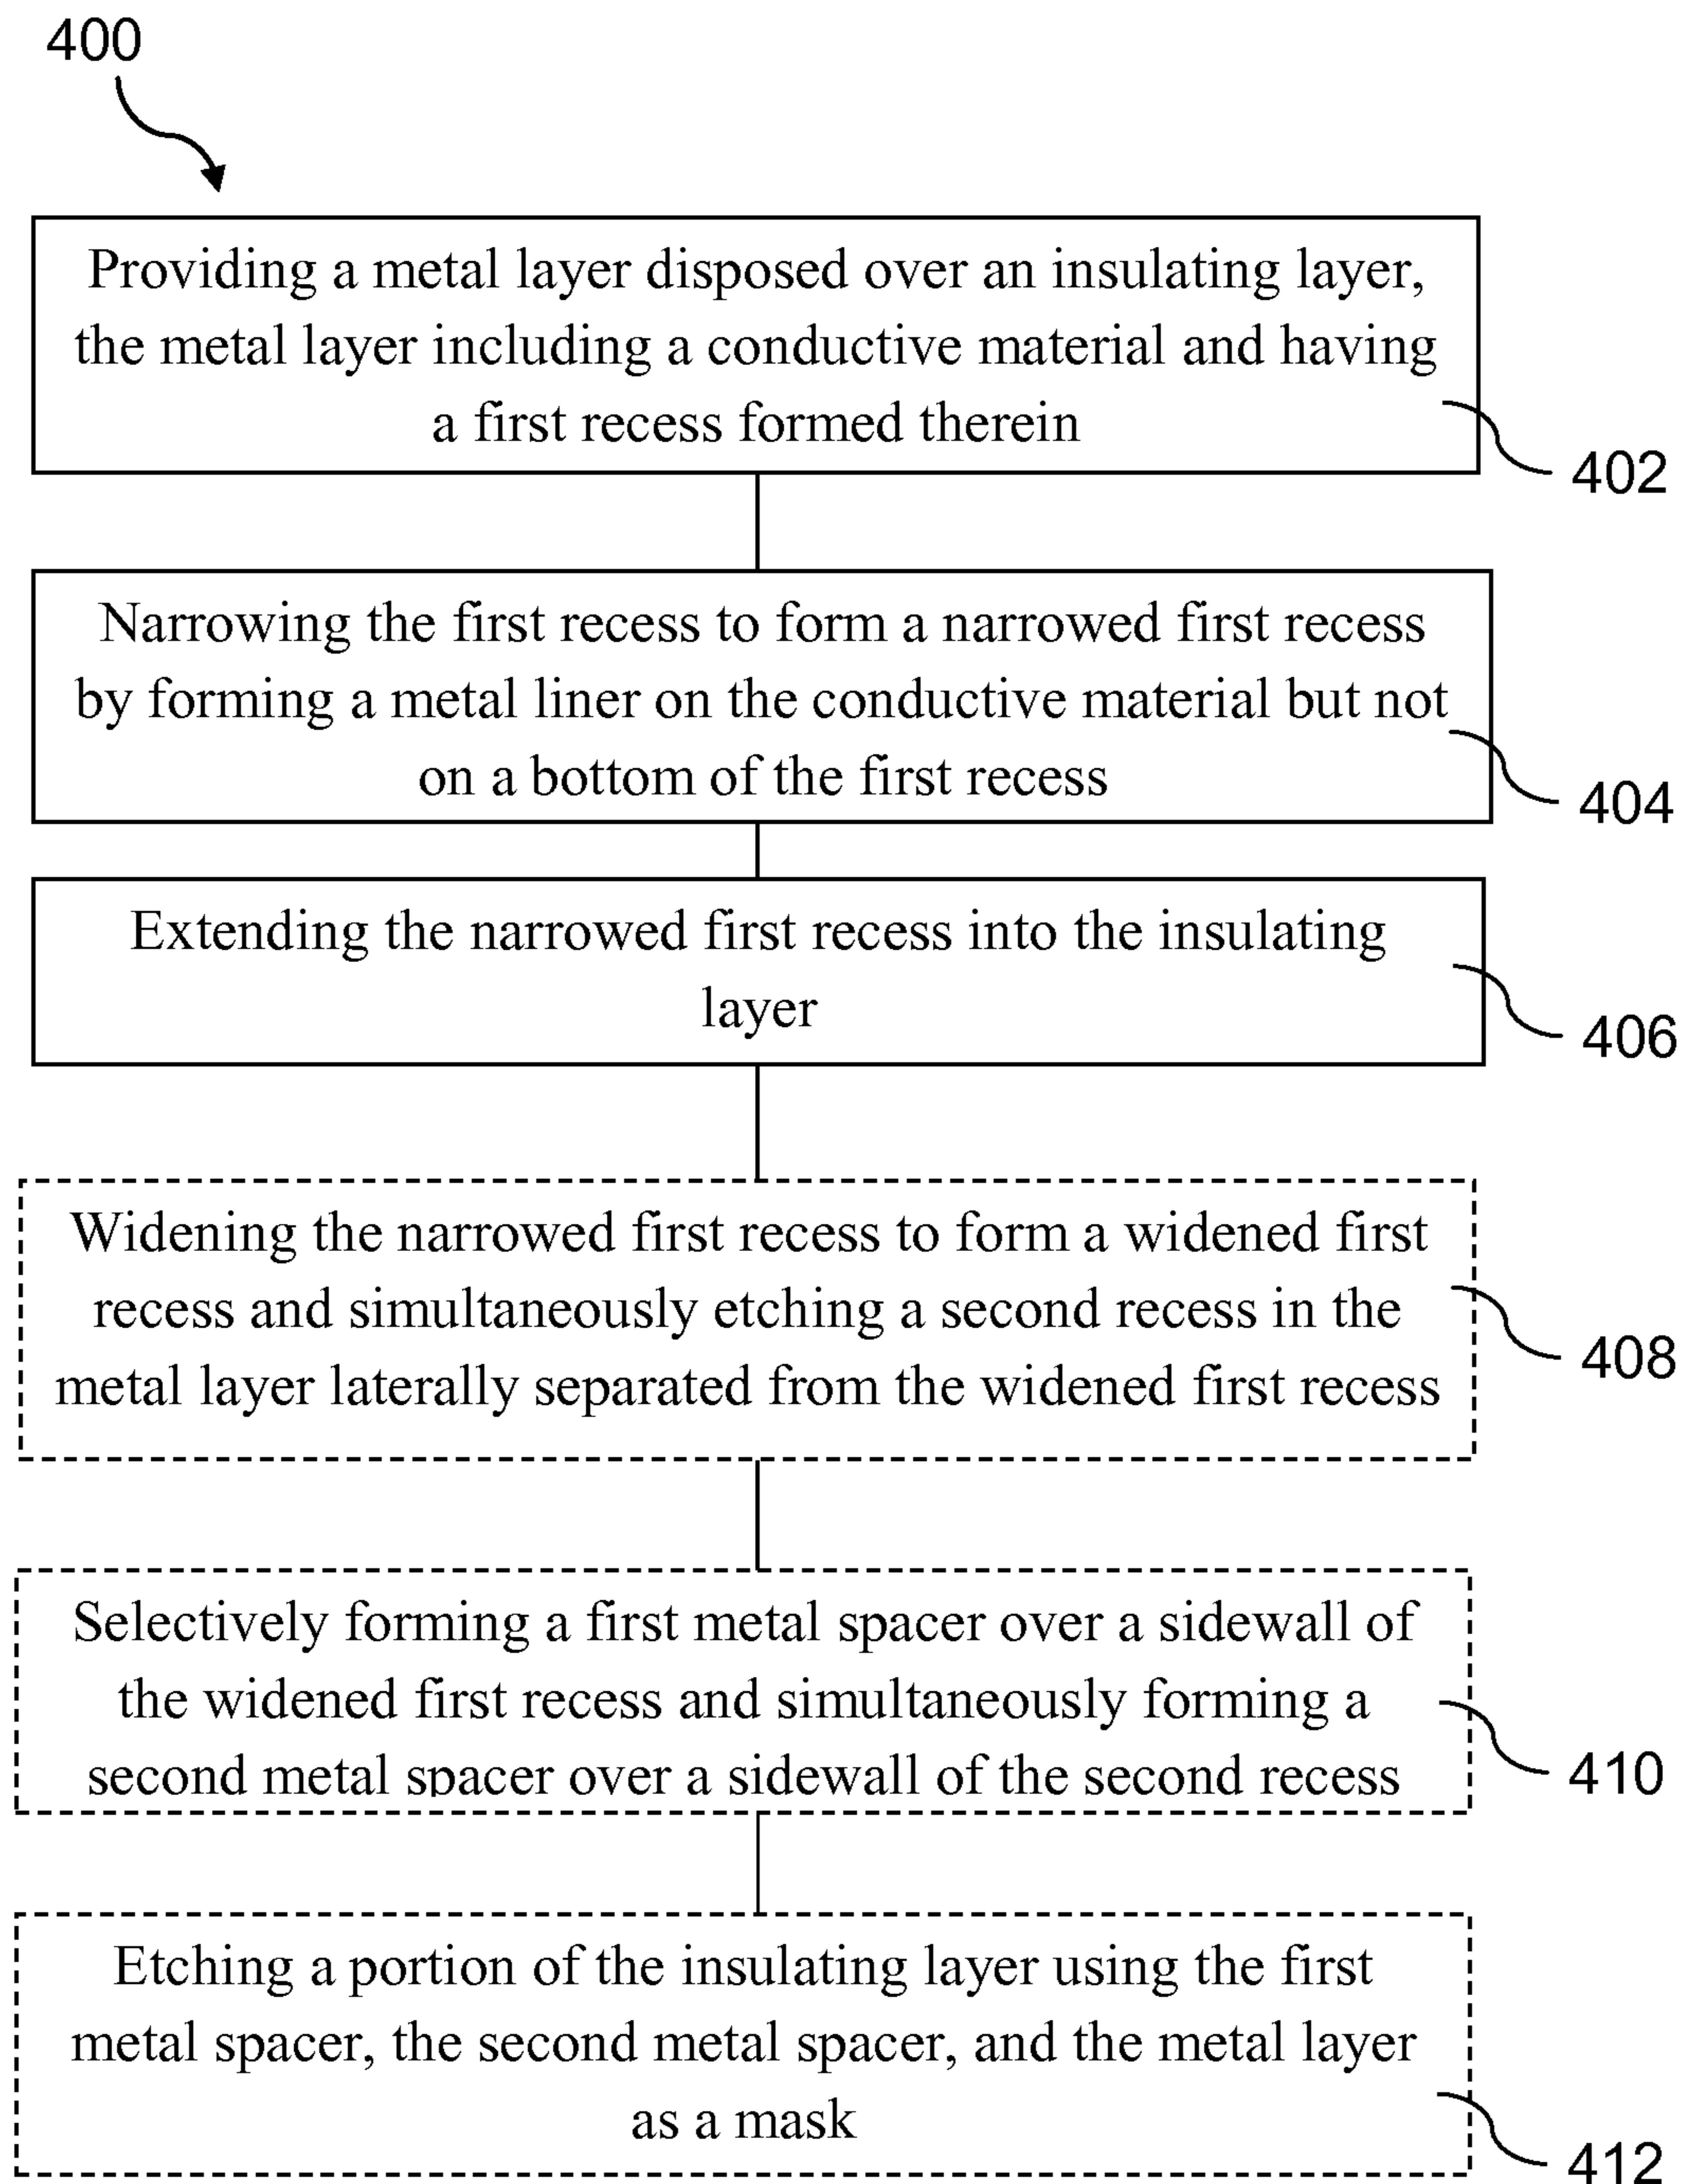 400
Providing a metal layer disposed over an insulating layer,
the metal layer including a conductive material and having
a first recess formed therein
402
Narrowing the first recess to form a narrowed first recess
by forming a metal liner on the conductive material but not
on a bottom of the first recess
404
Extending the narrowed first recess into the insulating
layer
406
Widening the narrowed first recess to form a widened first
recess and simultaneously etching a second recess in the
metal layer laterally separated from the widened first recess
408
Selectively forming a first metal spacer over a sidewall of
the widened first recess and simultaneously forming a
second metal spacer over a sidewall of the second recess
410
Etching a portion of the insulating layer using the first
metal spacer, the second metal spacer, and the metal layer
as a mask
412